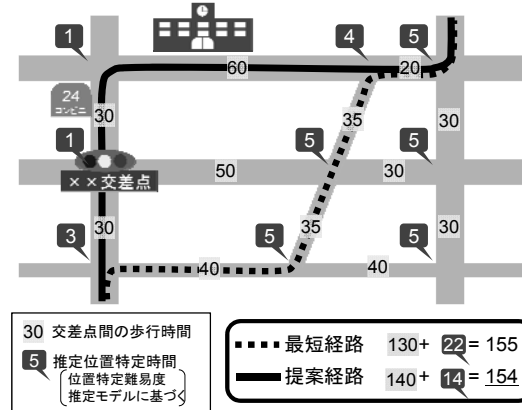 1
4
5
60
20
24
コンビニ
30
35
30
1
5
5
××交差点
50
30
3
30
35
5
5
30
40
40
30 交差点間の歩行時間
5 推定位置特定時間
位置特定難易度
推定モデルに基づく
最短経路 130+ 22 = 155
提案経路 140+ 14 = 154